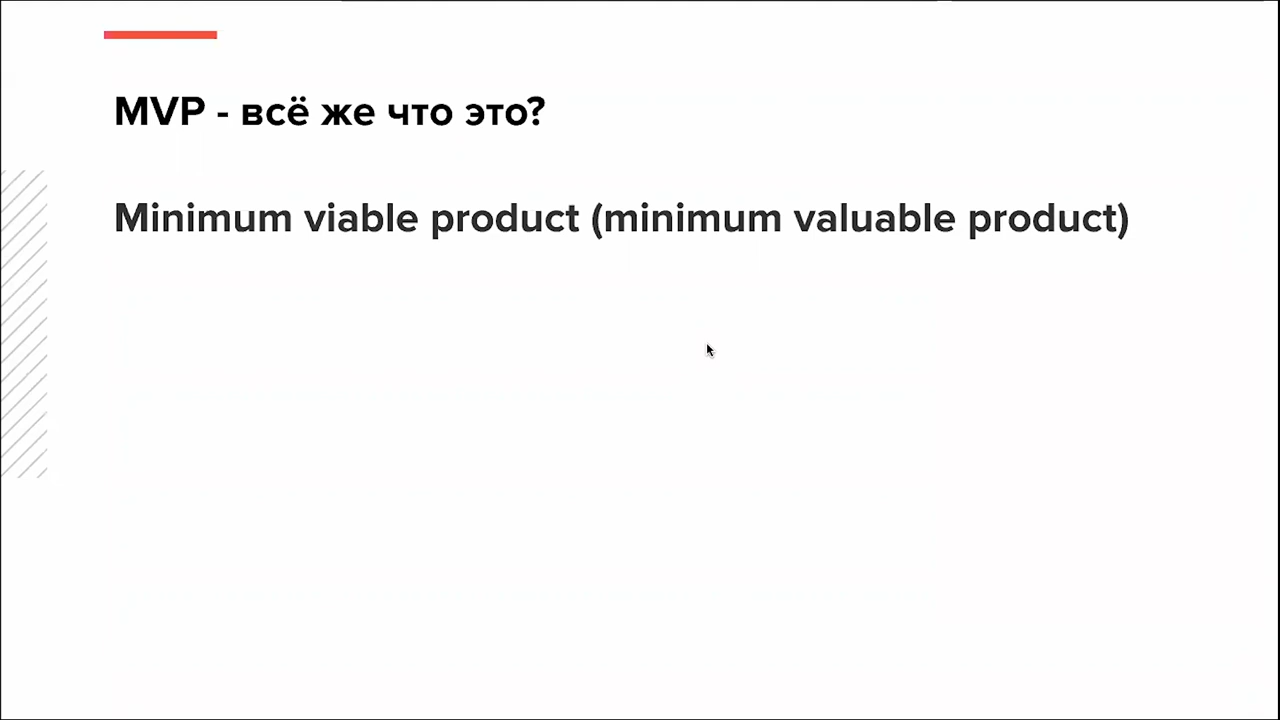 MVP - всё же что это?
Minimum viable product (minimum valuable product)